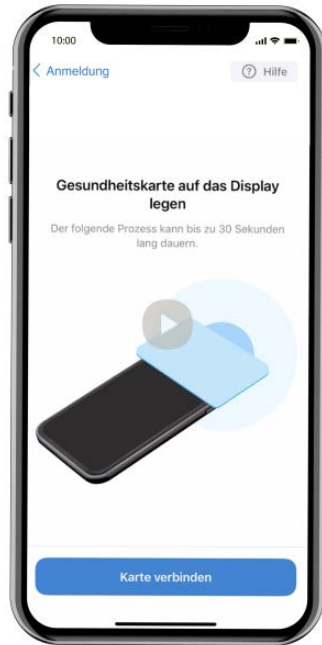 10:00
Anmeldung
Hilfe
Gesundheitskarte auf das Display
legen
Der folgende Prozess kann bis zu 30 Sekunden
lang dauern.
Karte verbinden